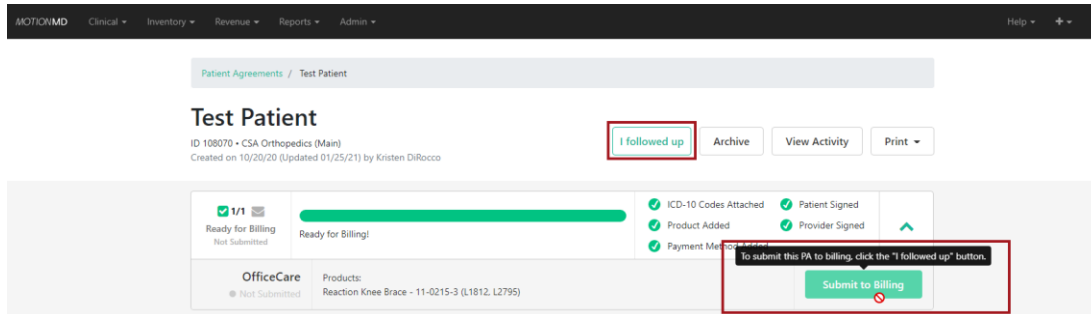 MOTIONMD Clinical Inventory Revenue Reports Admin Help +
Patient Agreements / Test Patient
Test Patient
ID 108070 • CSA Orthopedics (Main)
Created on 10/20/20 (Updated 01/25/21) by Kristen DiRocco
I followed up Archive View Activity Print
1/1
Ready for Billing
Not Submitted
Ready for Billing!
ICD-10 Codes Attached Patient Signed
Product Added Provider Signed
Payment Method Added
To submit this PA to billing, click the "I followed up" button.
OfficeCare
Not Submitted
Products:
Reaction Knee Brace - 11-0215-3 (L1812, L2795)
Submit to Billing